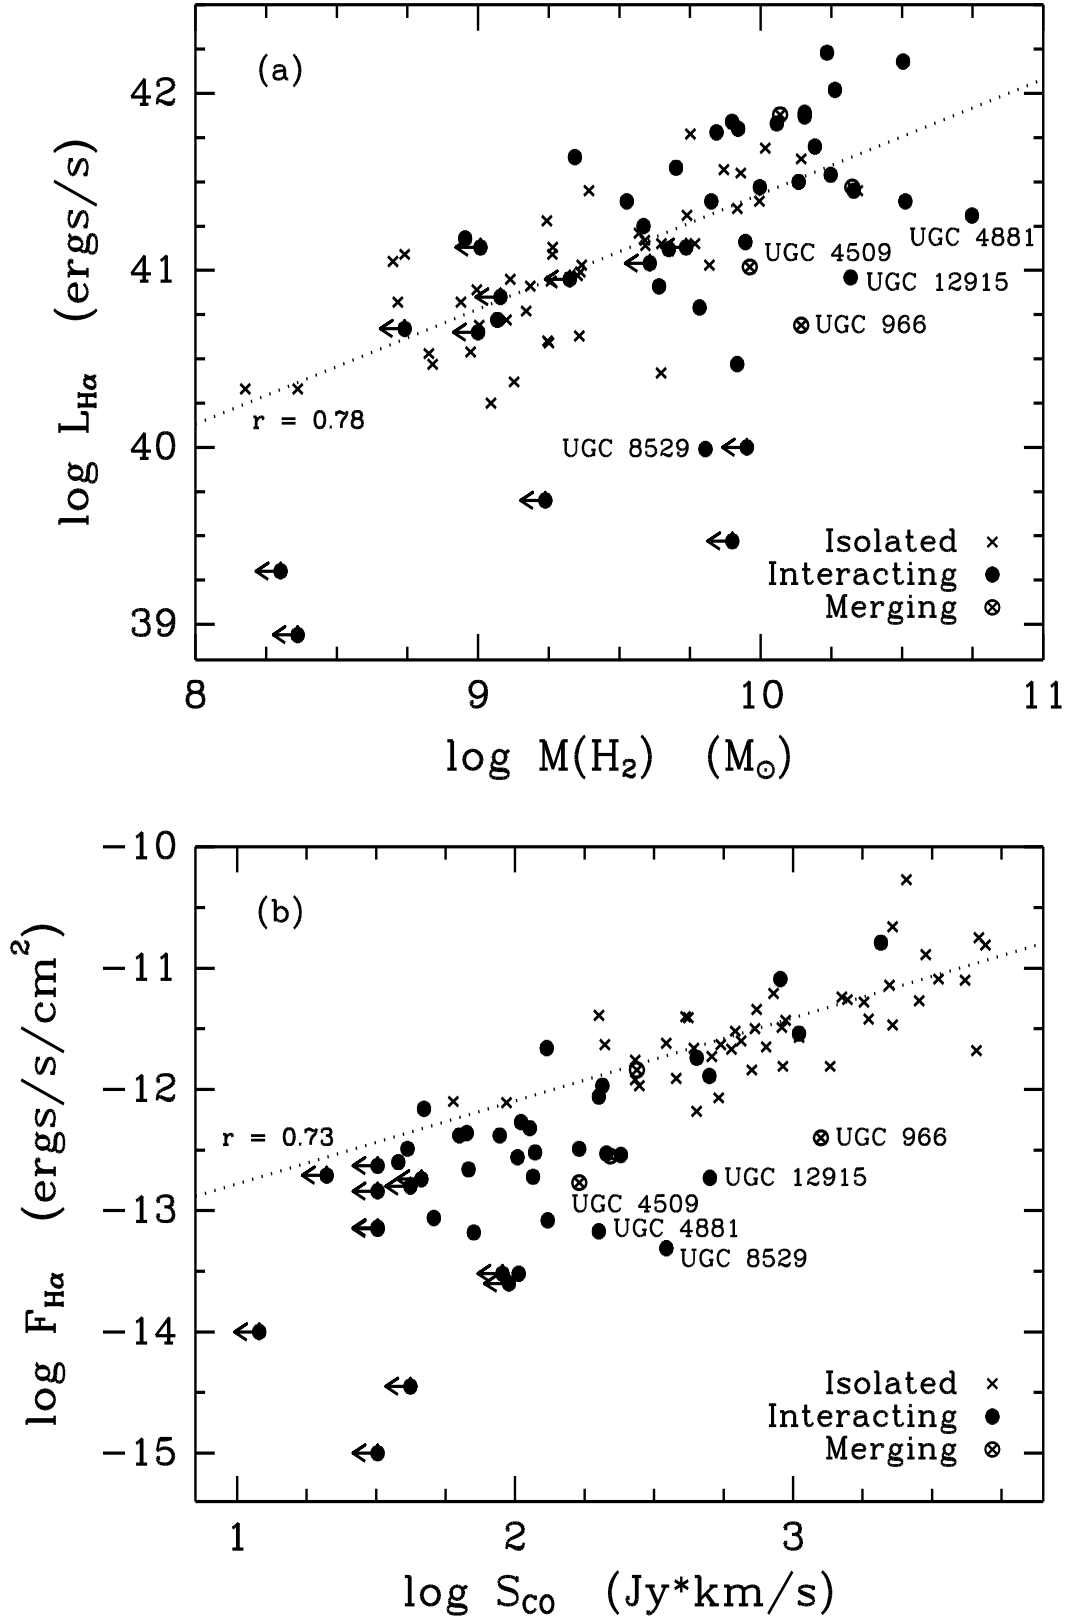 (a)
42
41
40
39
log L_Hα (ergs/s)
UGC 4881
UGC 4509
UGC 12915
UGC 966
r = 0.78
UGC 8529
Isolated ×
Interacting ●
Merging ⊗
8 9 10 11
log M(H₂) (M⊙)
−10
(b)
−11
−12
−13
−14
−15
log F_Hα (ergs/s/cm²)
r = 0.73
UGC 966
UGC 12915
UGC 4509
UGC 4881
UGC 8529
Isolated ×
Interacting ●
Merging ⊗
1 2 3
log S_CO (Jy*km/s)